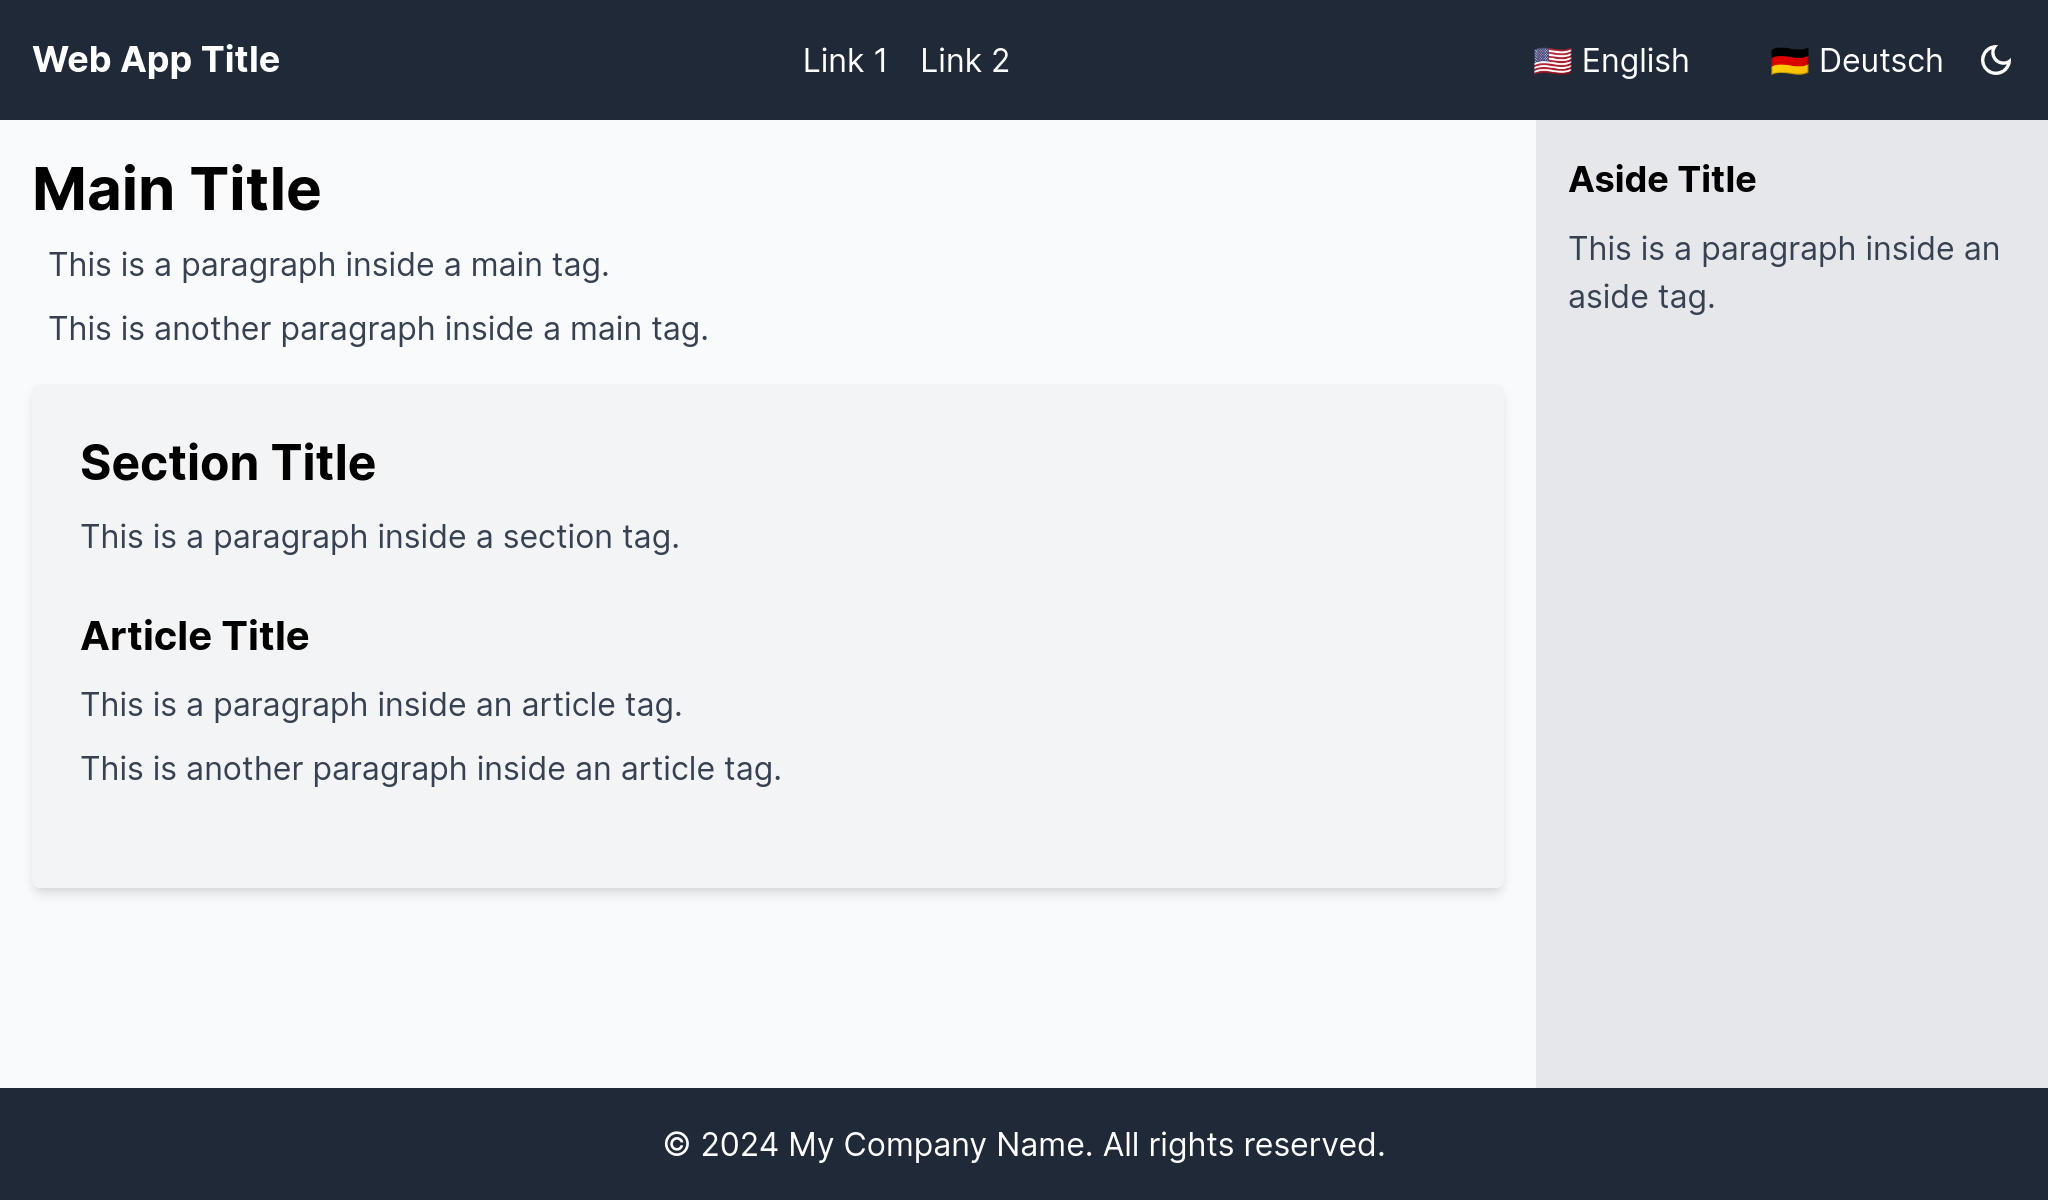 Web App Title
Link 1 Link 2
🇺🇸 English 🇩🇪 Deutsch
Main Title
This is a paragraph inside a main tag.
This is another paragraph inside a main tag.
Section Title
This is a paragraph inside a section tag.
Article Title
This is a paragraph inside an article tag.
This is another paragraph inside an article tag.
Aside Title
This is a paragraph inside an
aside tag.
© 2024 My Company Name. All rights reserved.